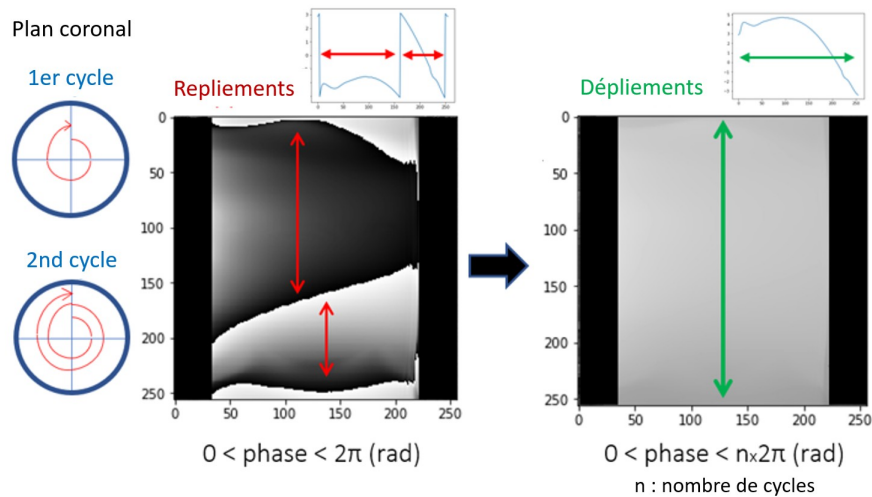 Plan coronal
1er cycle
2nd cycle
Repliements
Dépliements
0
50
100
150
200
250
0 50 100 150 200 250
0 < phase < 2π (rad)
0
50
100
150
200
250
0 50 100 150 200 250
0 < phase < nx2π (rad)
n : nombre de cycles